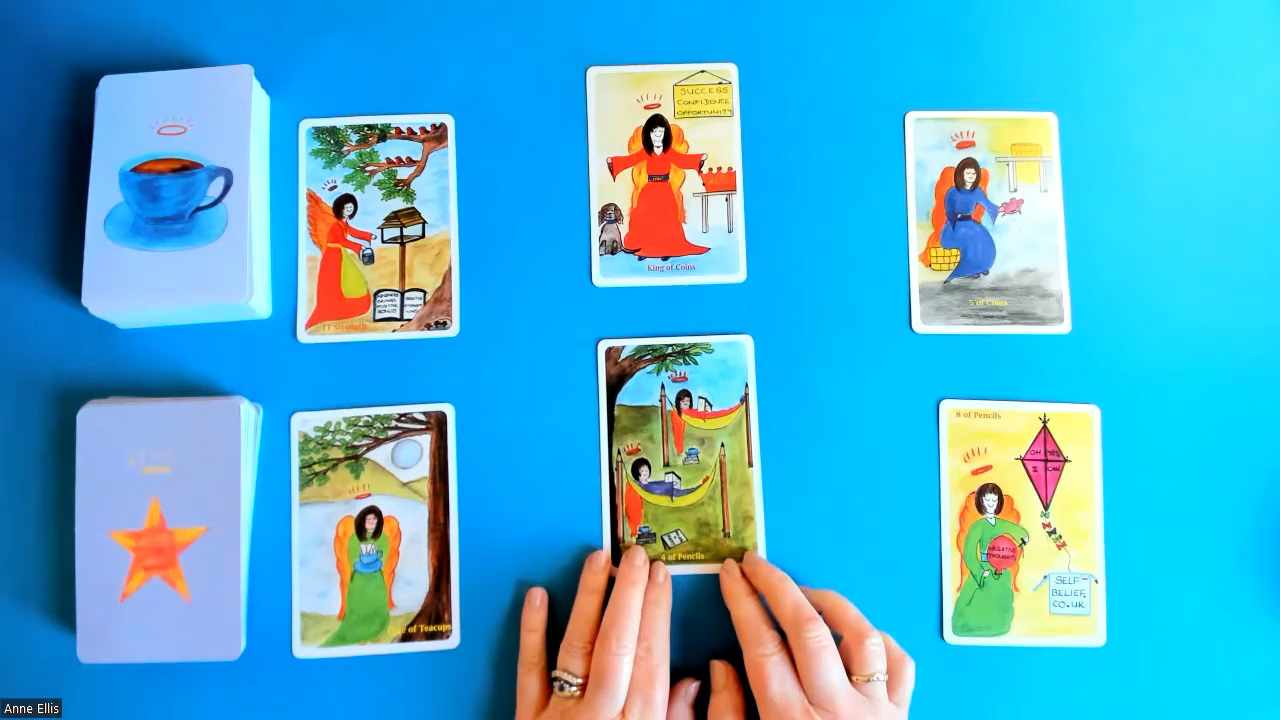 SUCCESS
CONFIDENCE
OPPORTUNITY
King of Coins
11 Strength
5 of Coins
8 of Pencils
OH YES
I CAN
NEGATIVE
THOUGHTS
SELF
BELIEF.
CO.UK
4 of Pencils
of Teacups
Anne Ellis